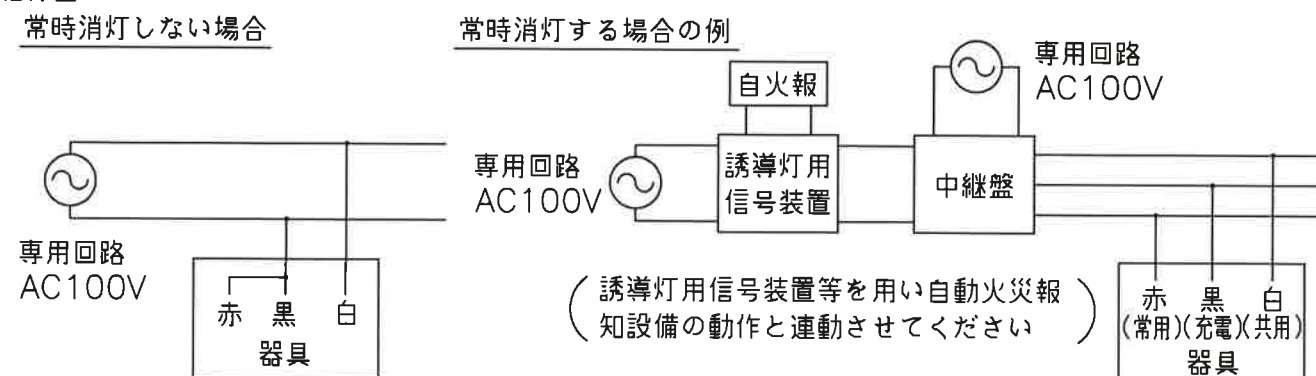 常時消灯しない場合
専用回路
AC100V
赤 黒 白
器具
常時消灯する場合の例
自火報
専用回路
AC100V
専用回路
AC100V
誘導灯用
信号装置
中継盤
(誘導灯用信号装置等を用い自動火災報
知設備の動作と連動させてください)
赤 黒 白
(常用)(充電)(共用)
器具